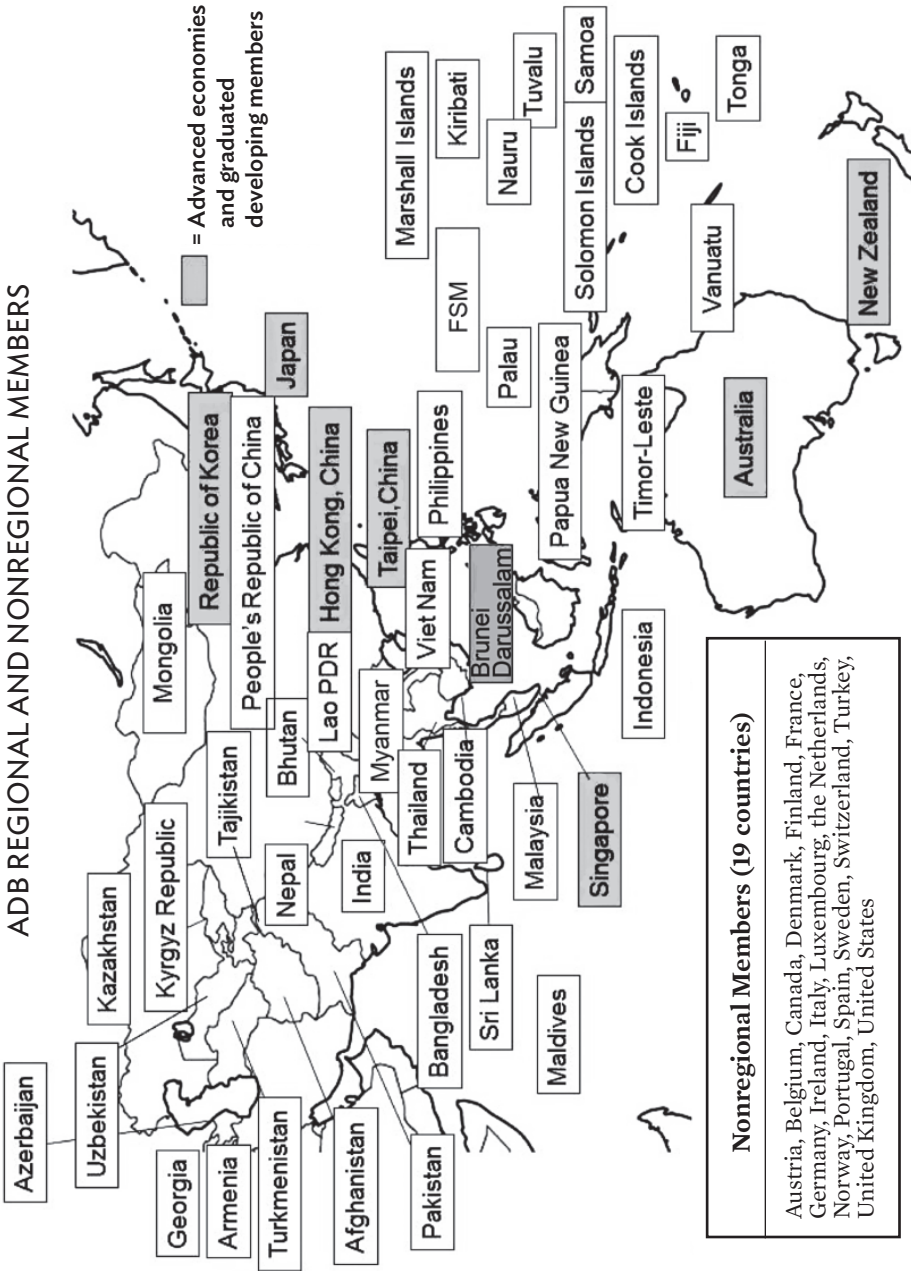 ADB REGIONAL AND NONREGIONAL MEMBERS
= Advanced economies
and graduated
developing members
Azerbaijan
Uzbekistan
Kazakhstan
Georgia
Armenia
Turkmenistan
Afghanistan
Pakistan
Kyrgyz Republic
Tajikistan
Mongolia
Republic of Korea
People's Republic of China
Japan
Nepal
Bhutan
India
Lao PDR
Hong Kong, China
Myanmar
Taipei,China
Bangladesh
Thailand
Viet Nam
Philippines
Sri Lanka
Cambodia
Brunei
Darussalam
Maldives
Malaysia
Singapore
Indonesia
FSM
Palau
Marshall Islands
Kiribati
Nauru
Tuvalu
Papua New Guinea
Solomon Islands
Samoa
Timor-Leste
Cook Islands
Vanuatu
Fiji
Tonga
Australia
New Zealand
Nonregional Members (19 countries)
Austria, Belgium, Canada, Denmark, Finland, France,
Germany, Ireland, Italy, Luxembourg, the Netherlands,
Norway, Portugal, Spain, Sweden, Switzerland, Turkey,
United Kingdom, United States